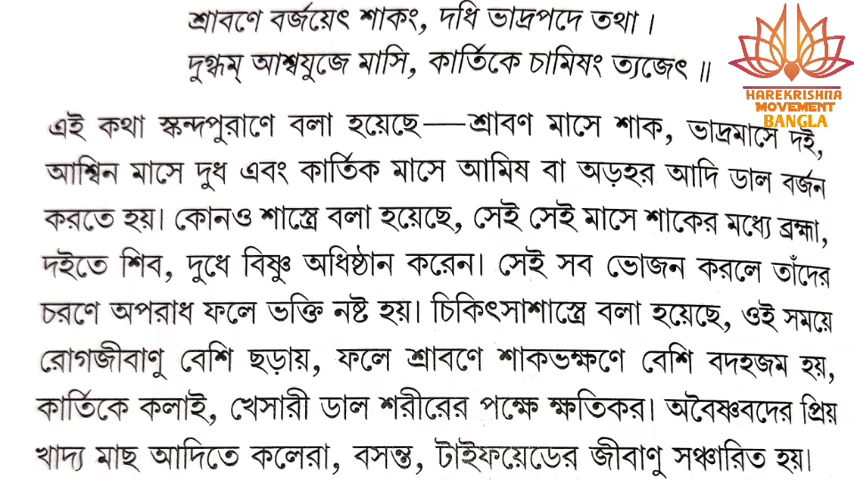 শ্রাবণে বর্জয়েৎ শাকং, দধি ভাদ্রপদে তথা ।
দুগ্ধম্ আশ্বযুজে মাসি, কার্তিকে চামিষং ত্যজেৎ ॥
HAREKRISHNA
MOVEMENT
BANGLA
এই কথা স্কন্দপুরাণে বলা হয়েছে—শ্রাবণ মাসে শাক, ভাদ্রমাসে দই,
আশ্বিন মাসে দুধ এবং কার্তিক মাসে আমিষ বা অড়হর আদি ডাল বর্জন
করতে হয়। কোনও শাস্ত্রে বলা হয়েছে, সেই সেই মাসে শাকের মধ্যে ব্রহ্মা,
দইতে শিব, দুধে বিষ্ণু অধিষ্ঠান করেন। সেই সব ভোজন করলে তাঁদের
চরণে অপরাধ ফলে ভক্তি নষ্ট হয়। চিকিৎসাশাস্ত্রে বলা হয়েছে, ওই সময়ে
রোগজীবাণু বেশি ছড়ায়, ফলে শ্রাবণে শাকভক্ষণে বেশি বদহজম হয়,
কার্তিকে কলাই, খেসারী ডাল শরীরের পক্ষে ক্ষতিকর। অবৈষ্ণবদের প্রিয়
খাদ্য মাছ আদিতে কলেরা, বসন্ত, টাইফয়েডের জীবাণু সঞ্চারিত হয়।